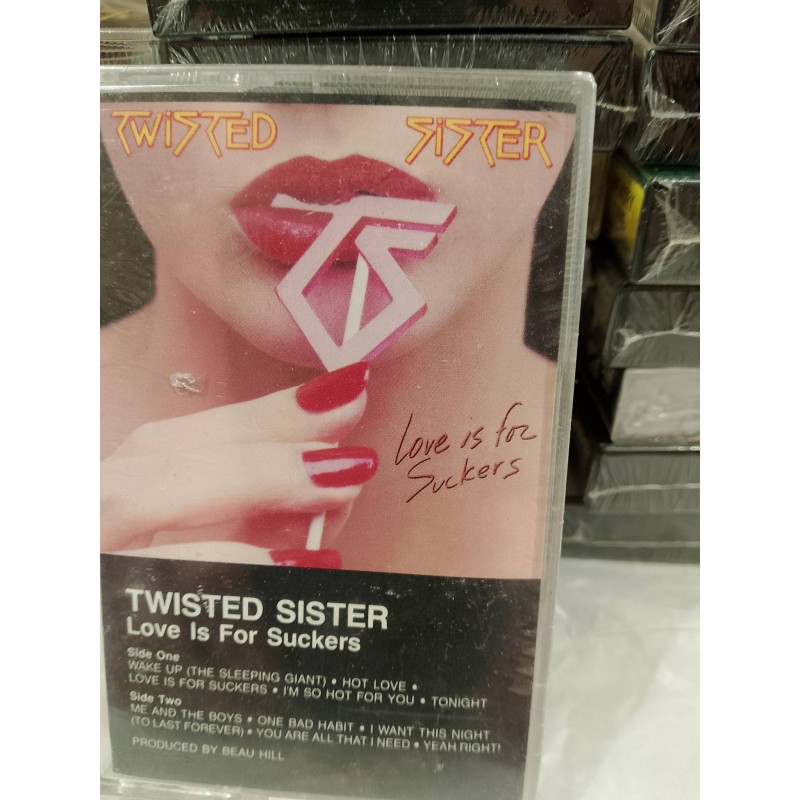 TWiSTED SiSTER
TS
Love is for
Suckers
TWISTED SISTER
Love Is For Suckers
Side One
WAKE UP (THE SLEEPING GIANT) • HOT LOVE •
LOVE IS FOR SUCKERS • I'M SO HOT FOR YOU • TONIGHT
Side Two
ME AND THE BOYS • ONE BAD HABIT • I WANT THIS NIGHT
(TO LAST FOREVER) • YOU ARE ALL THAT I NEED • YEAH RIGHT!
PRODUCED BY BEAU HILL